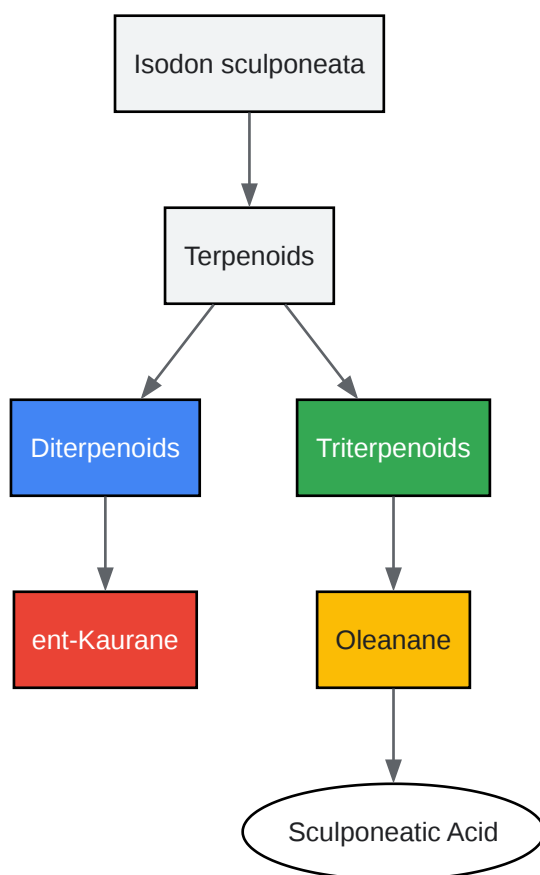 Isodon sculponeata
Terpenoids
Diterpenoids
Triterpenoids
ent-Kaurane
Oleanane
Sculponeatic Acid